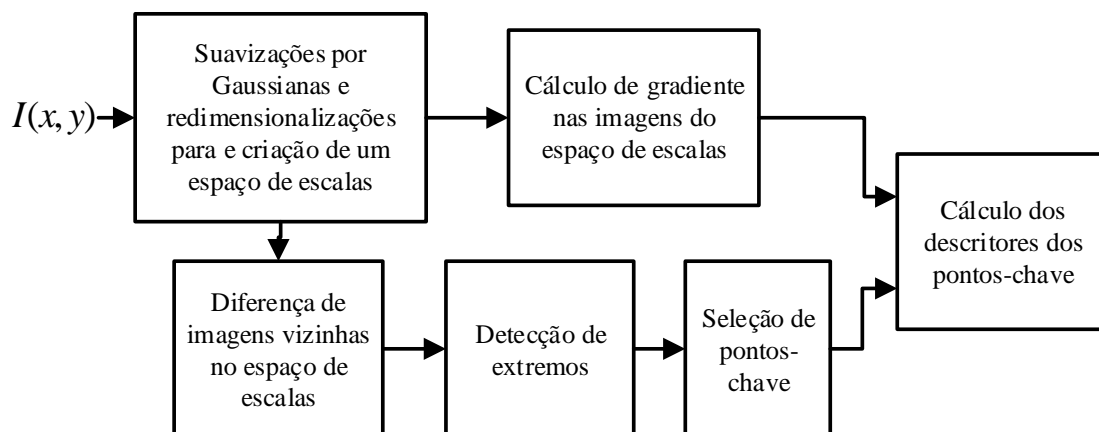 I(x, y)
Suavizações por
Gaussianas e
redimensionalizações
para e criação de um
espaço de escalas
Cálculo de gradiente
nas imagens do
espaço de escalas
Cálculo dos
descritores dos
pontos-chave
Diferença de
imagens vizinhas
no espaço de
escalas
Detecção de
extremos
Seleção de
pontos-
chave